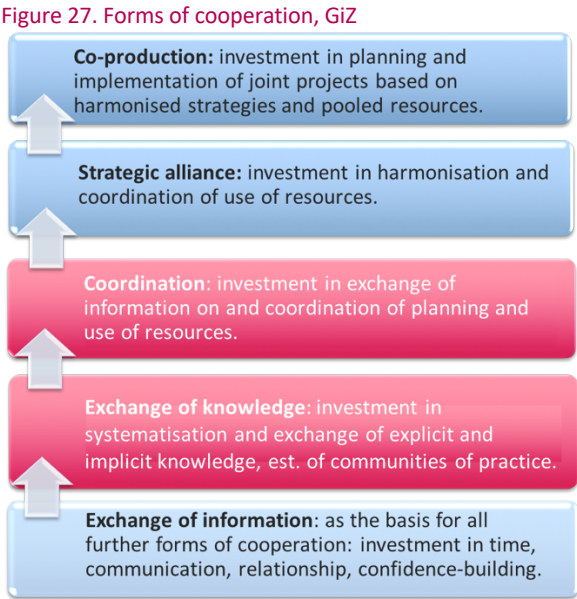 Figure 27. Forms of cooperation, GiZ
Co-production: investment in planning and
implementation of joint projects based on
harmonised strategies and pooled resources.
Strategic alliance: investment in harmonisation and
coordination of use of resources.
Coordination: investment in exchange of
information on and coordination of planning and
use of resources.
Exchange of knowledge: investment in
systematisation and exchange of explicit and
implicit knowledge, est. of communities of practice.
Exchange of information: as the basis for all
further forms of cooperation: investment in time,
communication, relationship, confidence-building.